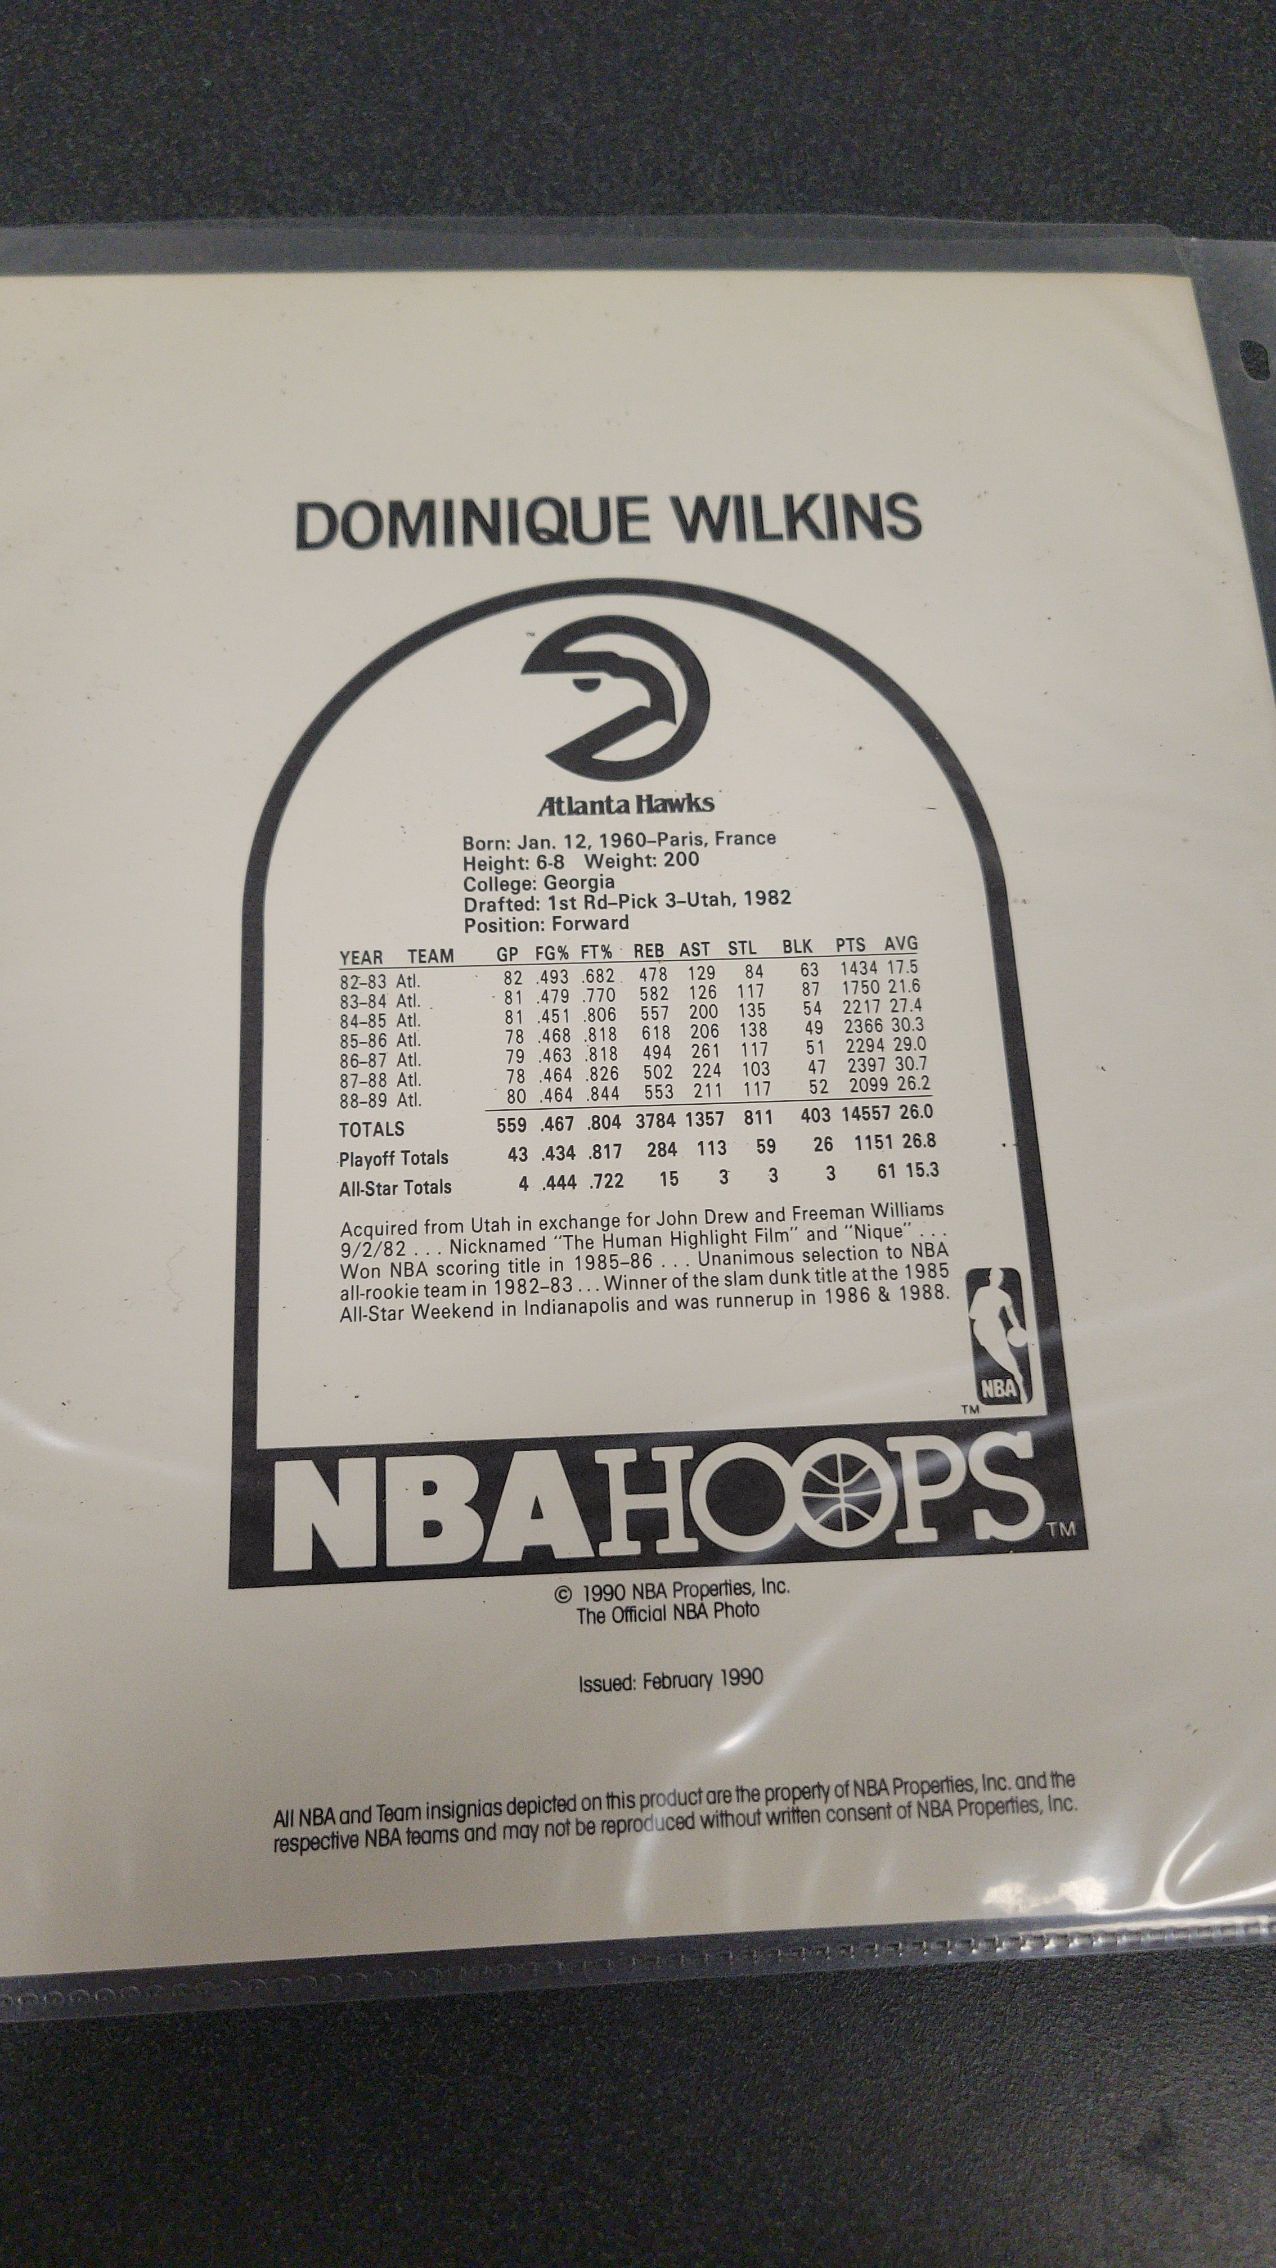 DOMINIQUE WILKINS
Atlanta Hawks
Born: Jan. 12, 1960–Paris, France
Height: 6-8 Weight: 200
College: Georgia
Drafted: 1st Rd–Pick 3–Utah, 1982
Position: Forward
YEAR TEAM GP FG% FT% REB AST STL BLK PTS AVG
82–83 Atl. 82 .493 .682 478 129 84 63 1434 17.5
83–84 Atl. 81 .479 .770 582 126 117 87 1750 21.6
84–85 Atl. 81 .451 .806 557 200 135 54 2217 27.4
85–86 Atl. 78 .468 .818 618 206 138 49 2366 30.3
86–87 Atl. 79 .463 .818 494 261 117 51 2294 29.0
87–88 Atl. 78 .464 .826 502 224 103 47 2397 30.7
88–89 Atl. 80 .464 .844 553 211 117 52 2099 26.2
TOTALS 559 .467 .804 3784 1357 811 403 14557 26.0
Playoff Totals 43 .434 .817 284 113 59 26 1151 26.8
All-Star Totals 4 .444 .722 15 3 3 3 61 15.3
Acquired from Utah in exchange for John Drew and Freeman Williams
9/2/82 . . . Nicknamed “The Human Highlight Film” and “Nique” . . .
Won NBA scoring title in 1985–86 . . . Unanimous selection to NBA
all-rookie team in 1982–83 . . . Winner of the slam dunk title at the 1985
All-Star Weekend in Indianapolis and was runnerup in 1986 & 1988.
NBA
TM
NBA HOOPS TM
© 1990 NBA Properties, Inc.
The Official NBA Photo
Issued: February 1990
All NBA and Team insignias depicted on this product are the property of NBA Properties, Inc. and the
respective NBA teams and may not be reproduced without written consent of NBA Properties, Inc.